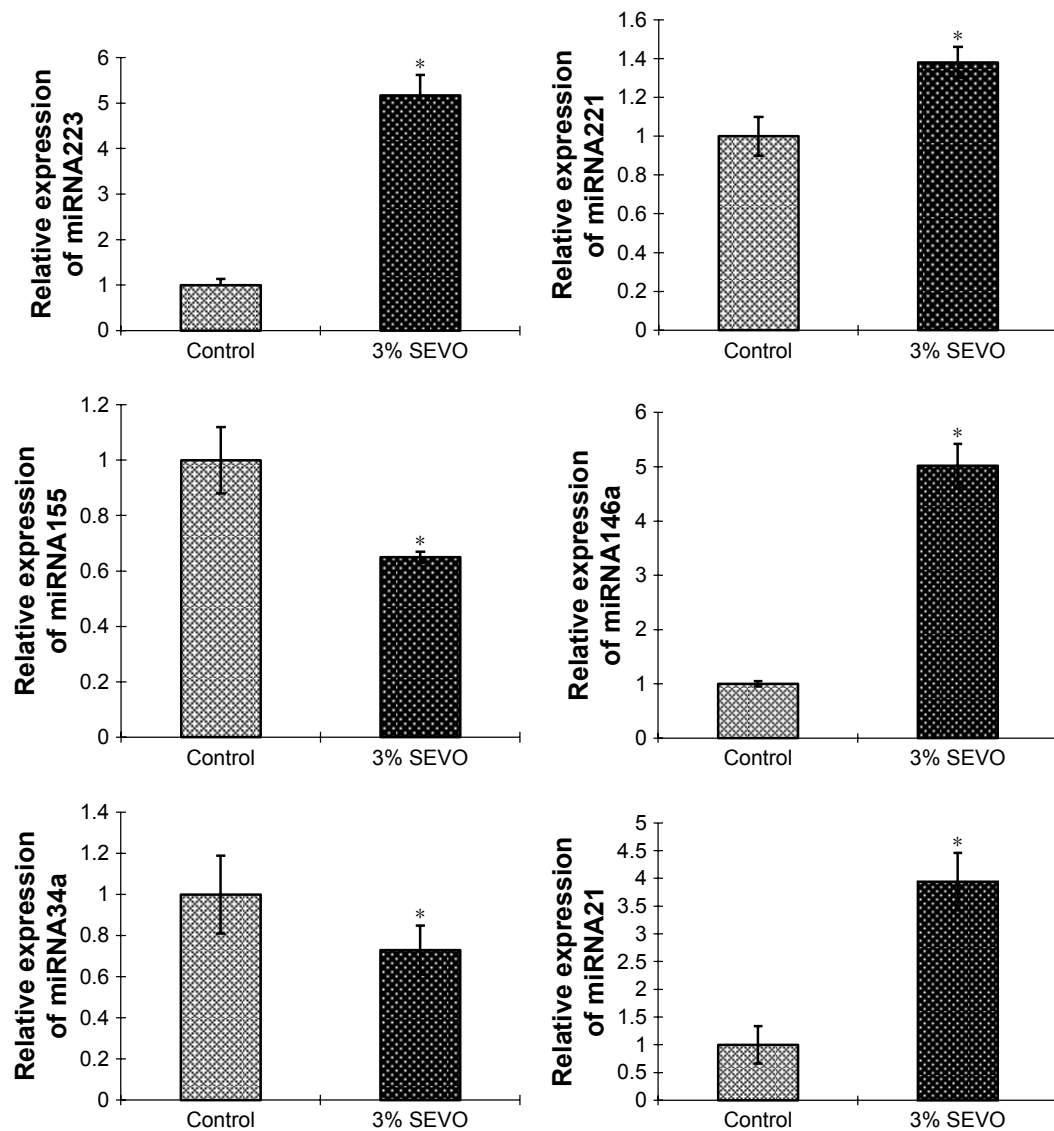 Relative expression
of miRNA223
6
5
4
3
2
1
0
*
Control
3% SEVO
Relative expression
of miRNA221
1.6
1.4
1.2
1
0.8
0.6
0.4
0.2
0
*
Control
3% SEVO
Relative expression
of miRNA155
1.2
1
0.8
0.6
0.4
0.2
0
*
Control
3% SEVO
Relative expression
of miRNA146a
6
5
4
3
2
1
0
*
Control
3% SEVO
Relative expression
of miRNA34a
1.4
1.2
1
0.8
0.6
0.4
0.2
0
*
Control
3% SEVO
Relative expression
of miRNA21
5
4.5
4
3.5
3
2.5
2
1.5
1
0.5
0
*
Control
3% SEVO